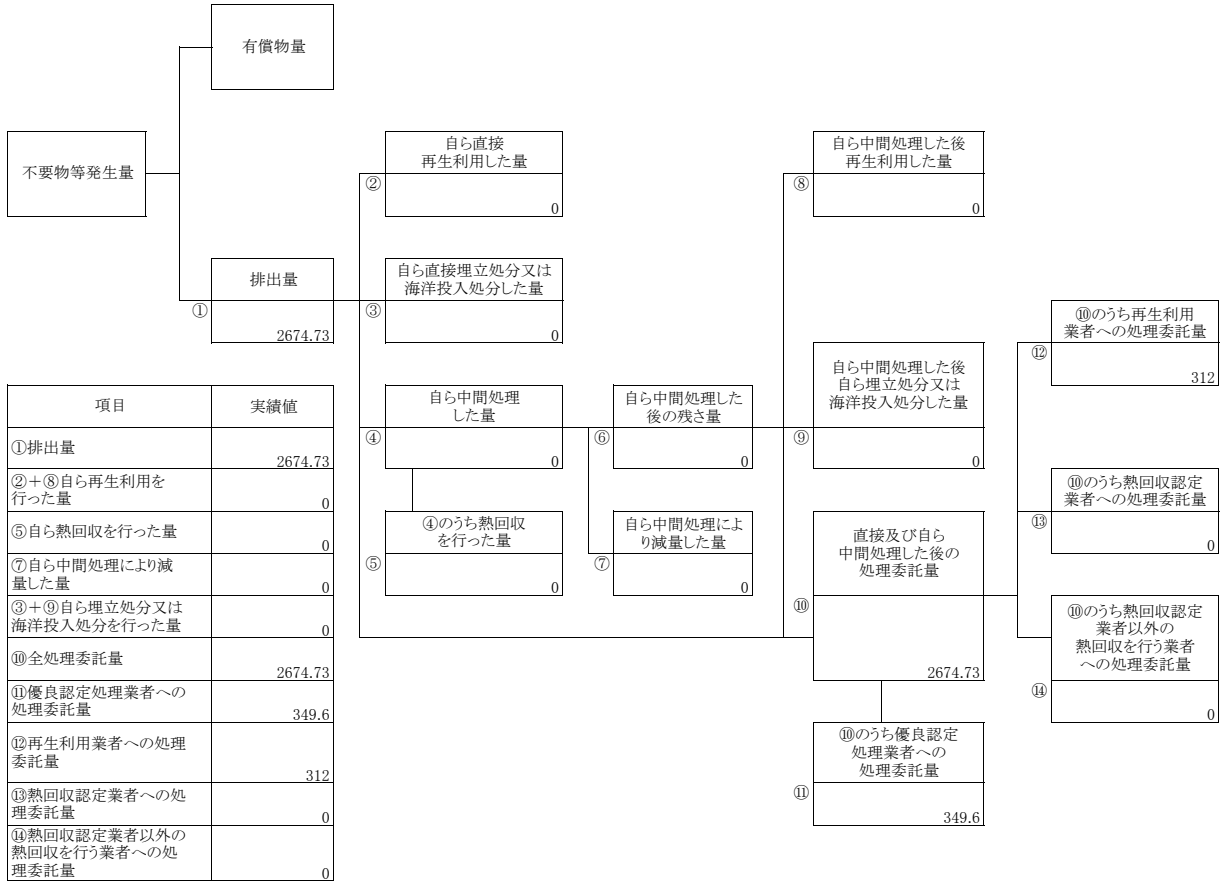 有償物量
不要物等発生量
自ら直接
再生利用した量
②
0
自ら中間処理した後
再生利用した量
⑧
0
排出量
①
2674.73
自ら直接埋立処分又は
海洋投入処分した量
③
0
⑩のうち再生利用
業者への処理委託量
⑫
312
自ら中間処理した後
自ら埋立処分又は
海洋投入処分した量
⑨
0
自ら中間処理
した量
④
0
自ら中間処理した
後の残さ量
⑥
0
⑩のうち熱回収認定
業者への処理委託量
⑬
0
④のうち熱回収
を行った量
⑤
0
自ら中間処理によ
り減量した量
⑦
0
直接及び自ら
中間処理した後の
処理委託量
⑩
2674.73
⑩のうち熱回収認定
業者以外の
熱回収を行う業者
への処理委託量
⑭
0
⑩のうち優良認定
処理業者への
処理委託量
⑪
349.6
項目 実績値
①排出量
2674.73
②＋⑧自ら再生利用を
行った量
0
⑤自ら熱回収を行った量
0
⑦自ら中間処理により減
量した量
0
③＋⑨自ら埋立処分又は
海洋投入処分を行った量
0
⑩全処理委託量
2674.73
⑪優良認定処理業者への
処理委託量
349.6
⑫再生利用業者への処理
委託量
312
⑬熱回収認定業者への処
理委託量
0
⑭熱回収認定業者以外の
熱回収を行う業者への処
理委託量
0